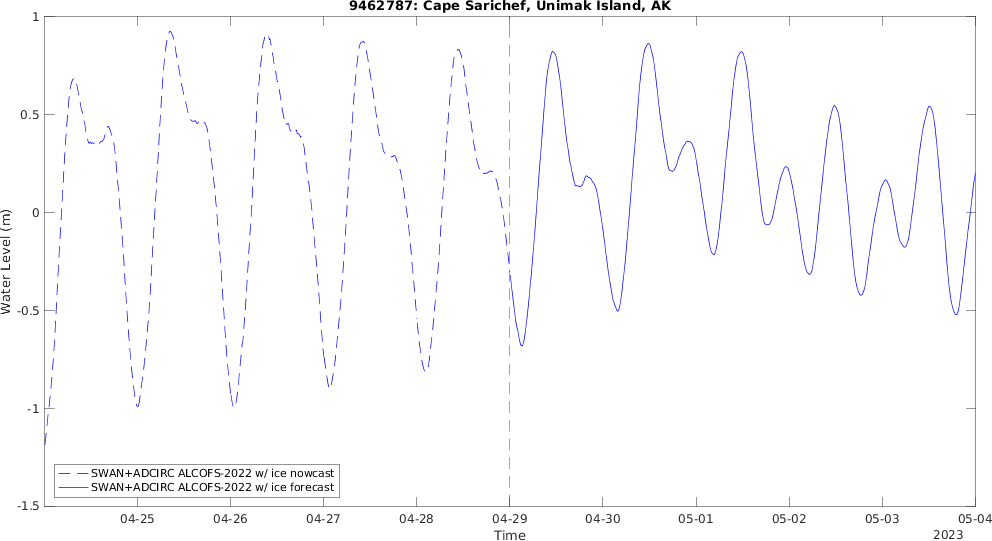 9462787: Cape Sarichef, Unimak Island, AK
1
0.5
0
-0.5
-1
-1.5
Water Level (m)
SWAN+ADCIRC ALCOFS-2022 w/ ice nowcast
SWAN+ADCIRC ALCOFS-2022 w/ ice forecast
04-25 04-26 04-27 04-28 04-29 04-30 05-01 05-02 05-03 05-04
Time
2023